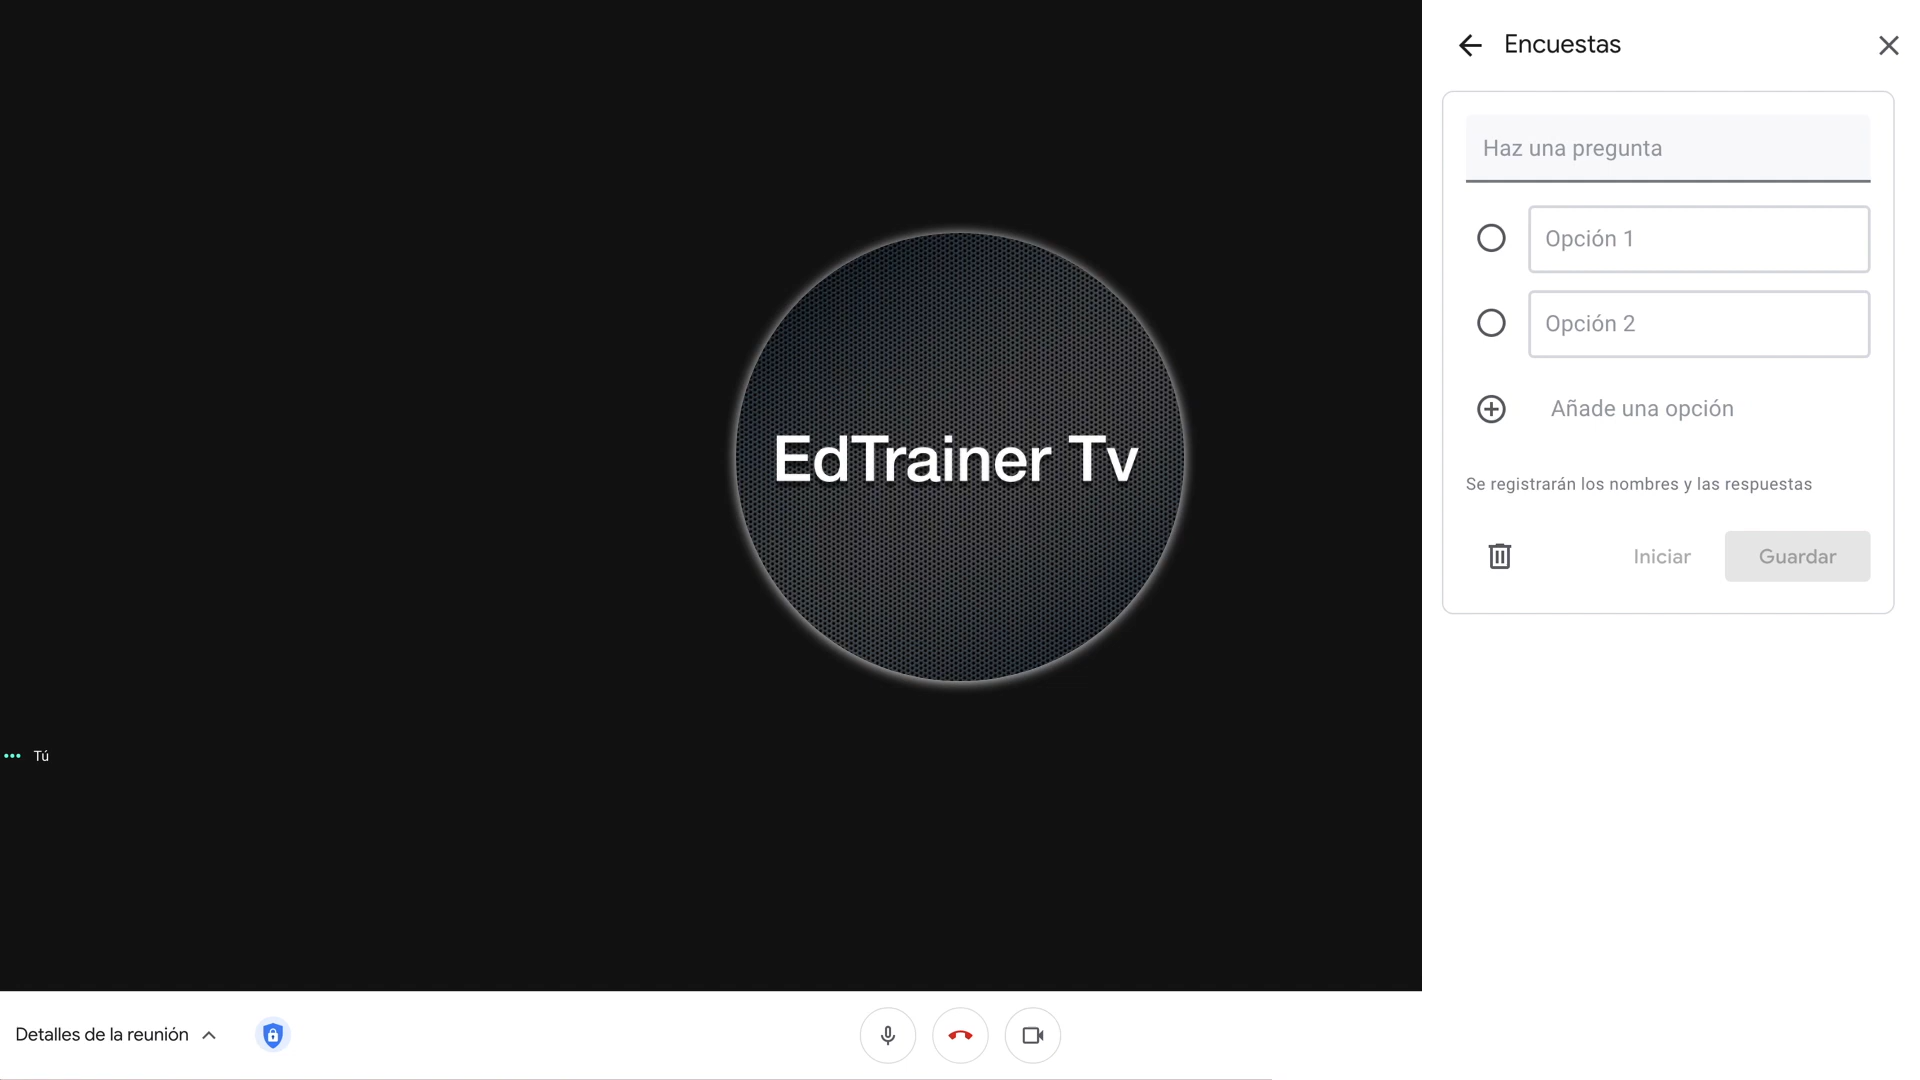 Encuestas
Haz una pregunta
Opción 1
Opción 2
Añade una opción
Se registrarán los nombres y las respuestas
Iniciar
Guardar
EdTrainer Tv
Tú
Detalles de la reunión